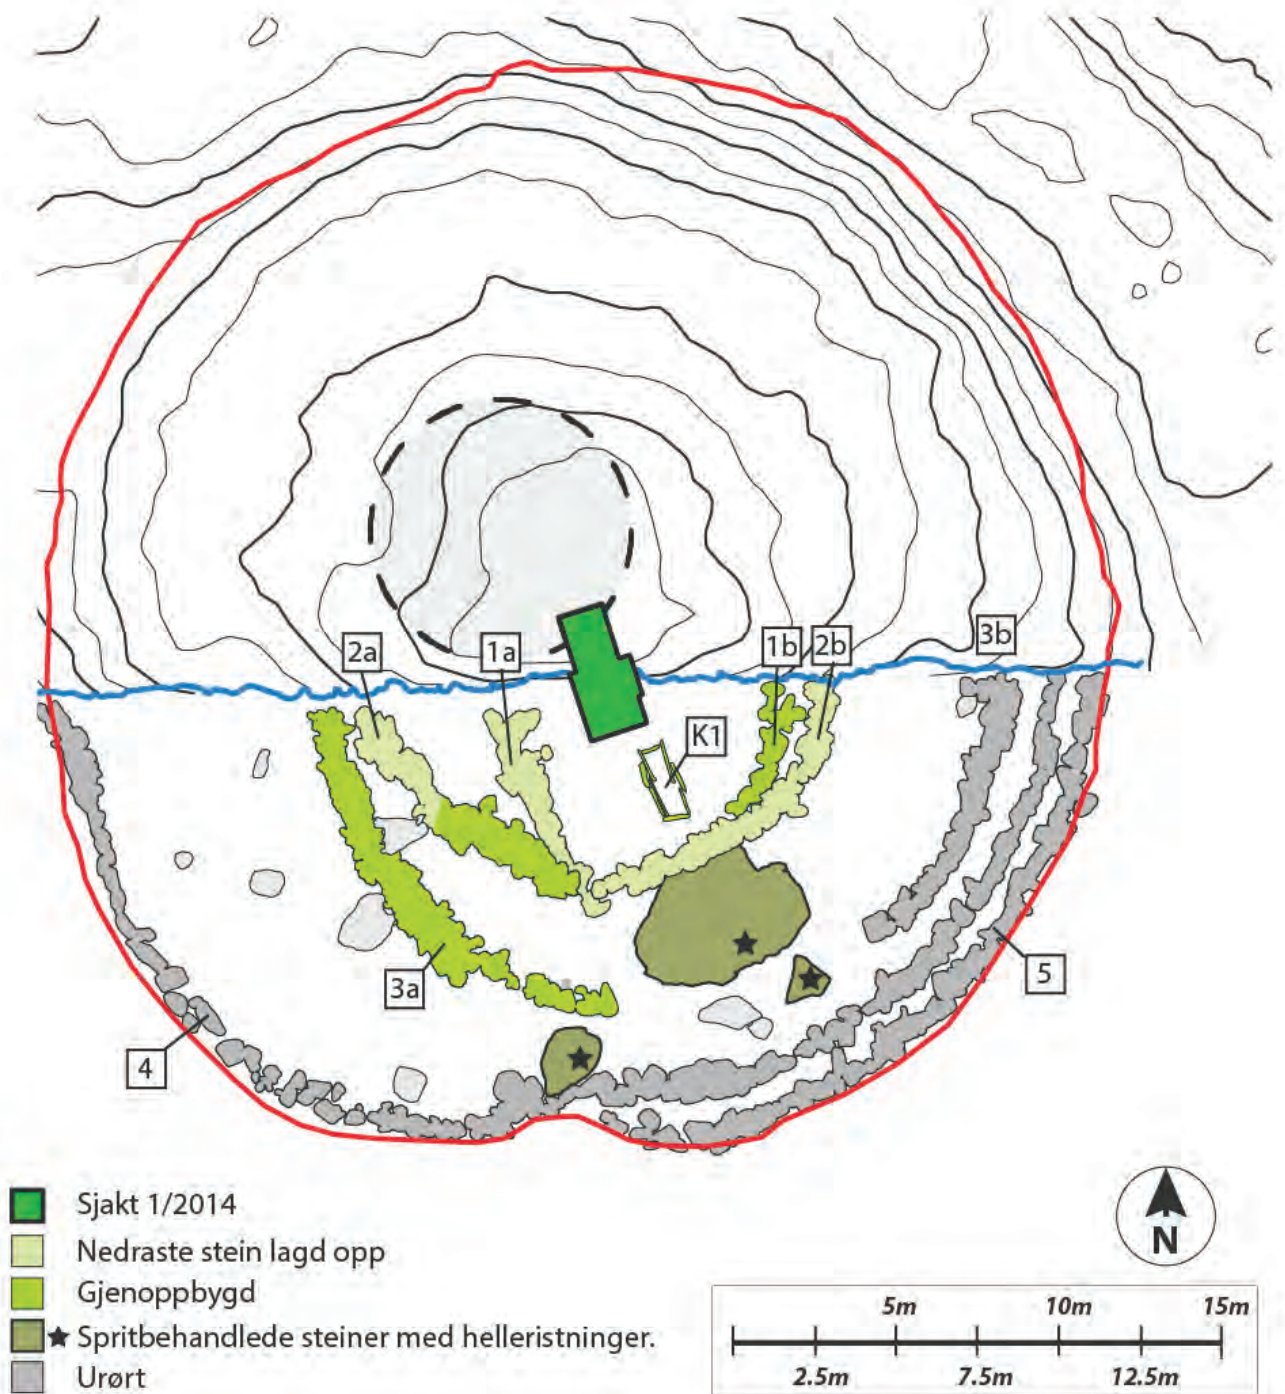 2a
1a
1b
2b
3b
K1
3a
5
4
Sjakt 1/2014
Nedraste stein lagd opp
Gjenoppbygd
Spritbehandlede steiner med helleristninger.
Urørt
N
5m 10m 15m
2.5m 7.5m 12.5m